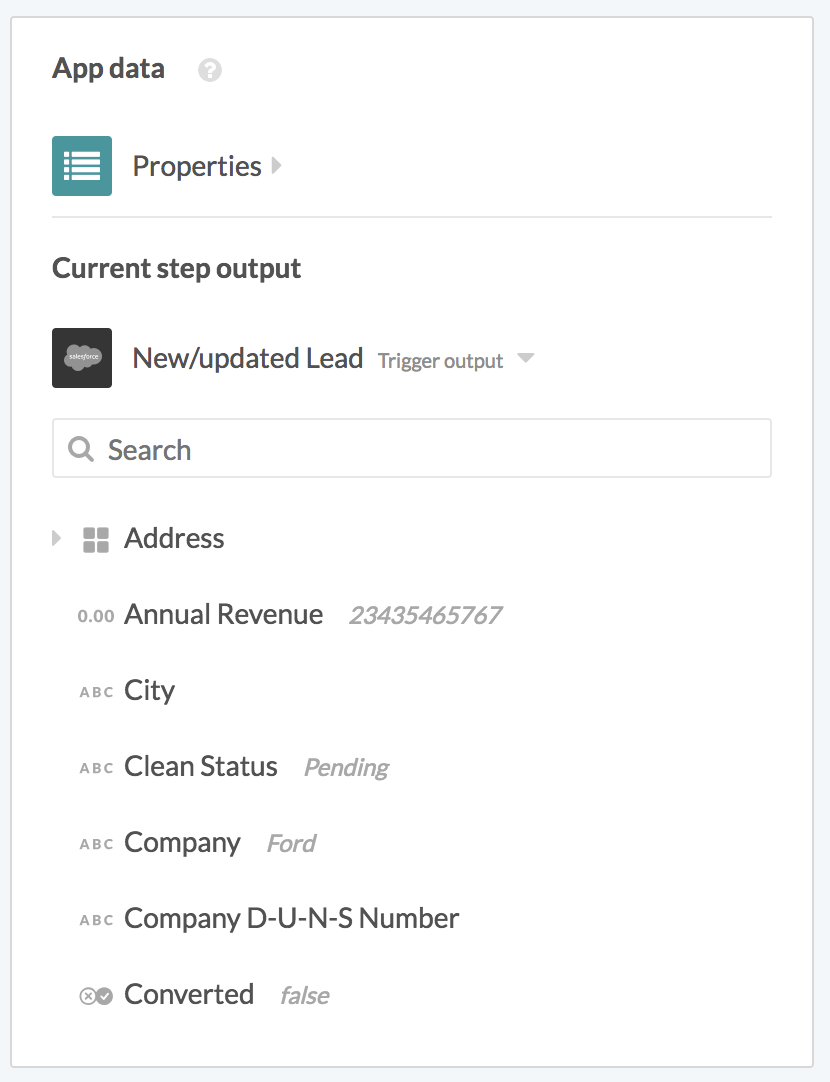 App data ?
Properties
Current step output
salesforce
New/updated Lead Trigger output
Search
Address
0.00 Annual Revenue 23435465767
ABC City
ABC Clean Status Pending
ABC Company Ford
ABC Company D-U-N-S Number
Converted false